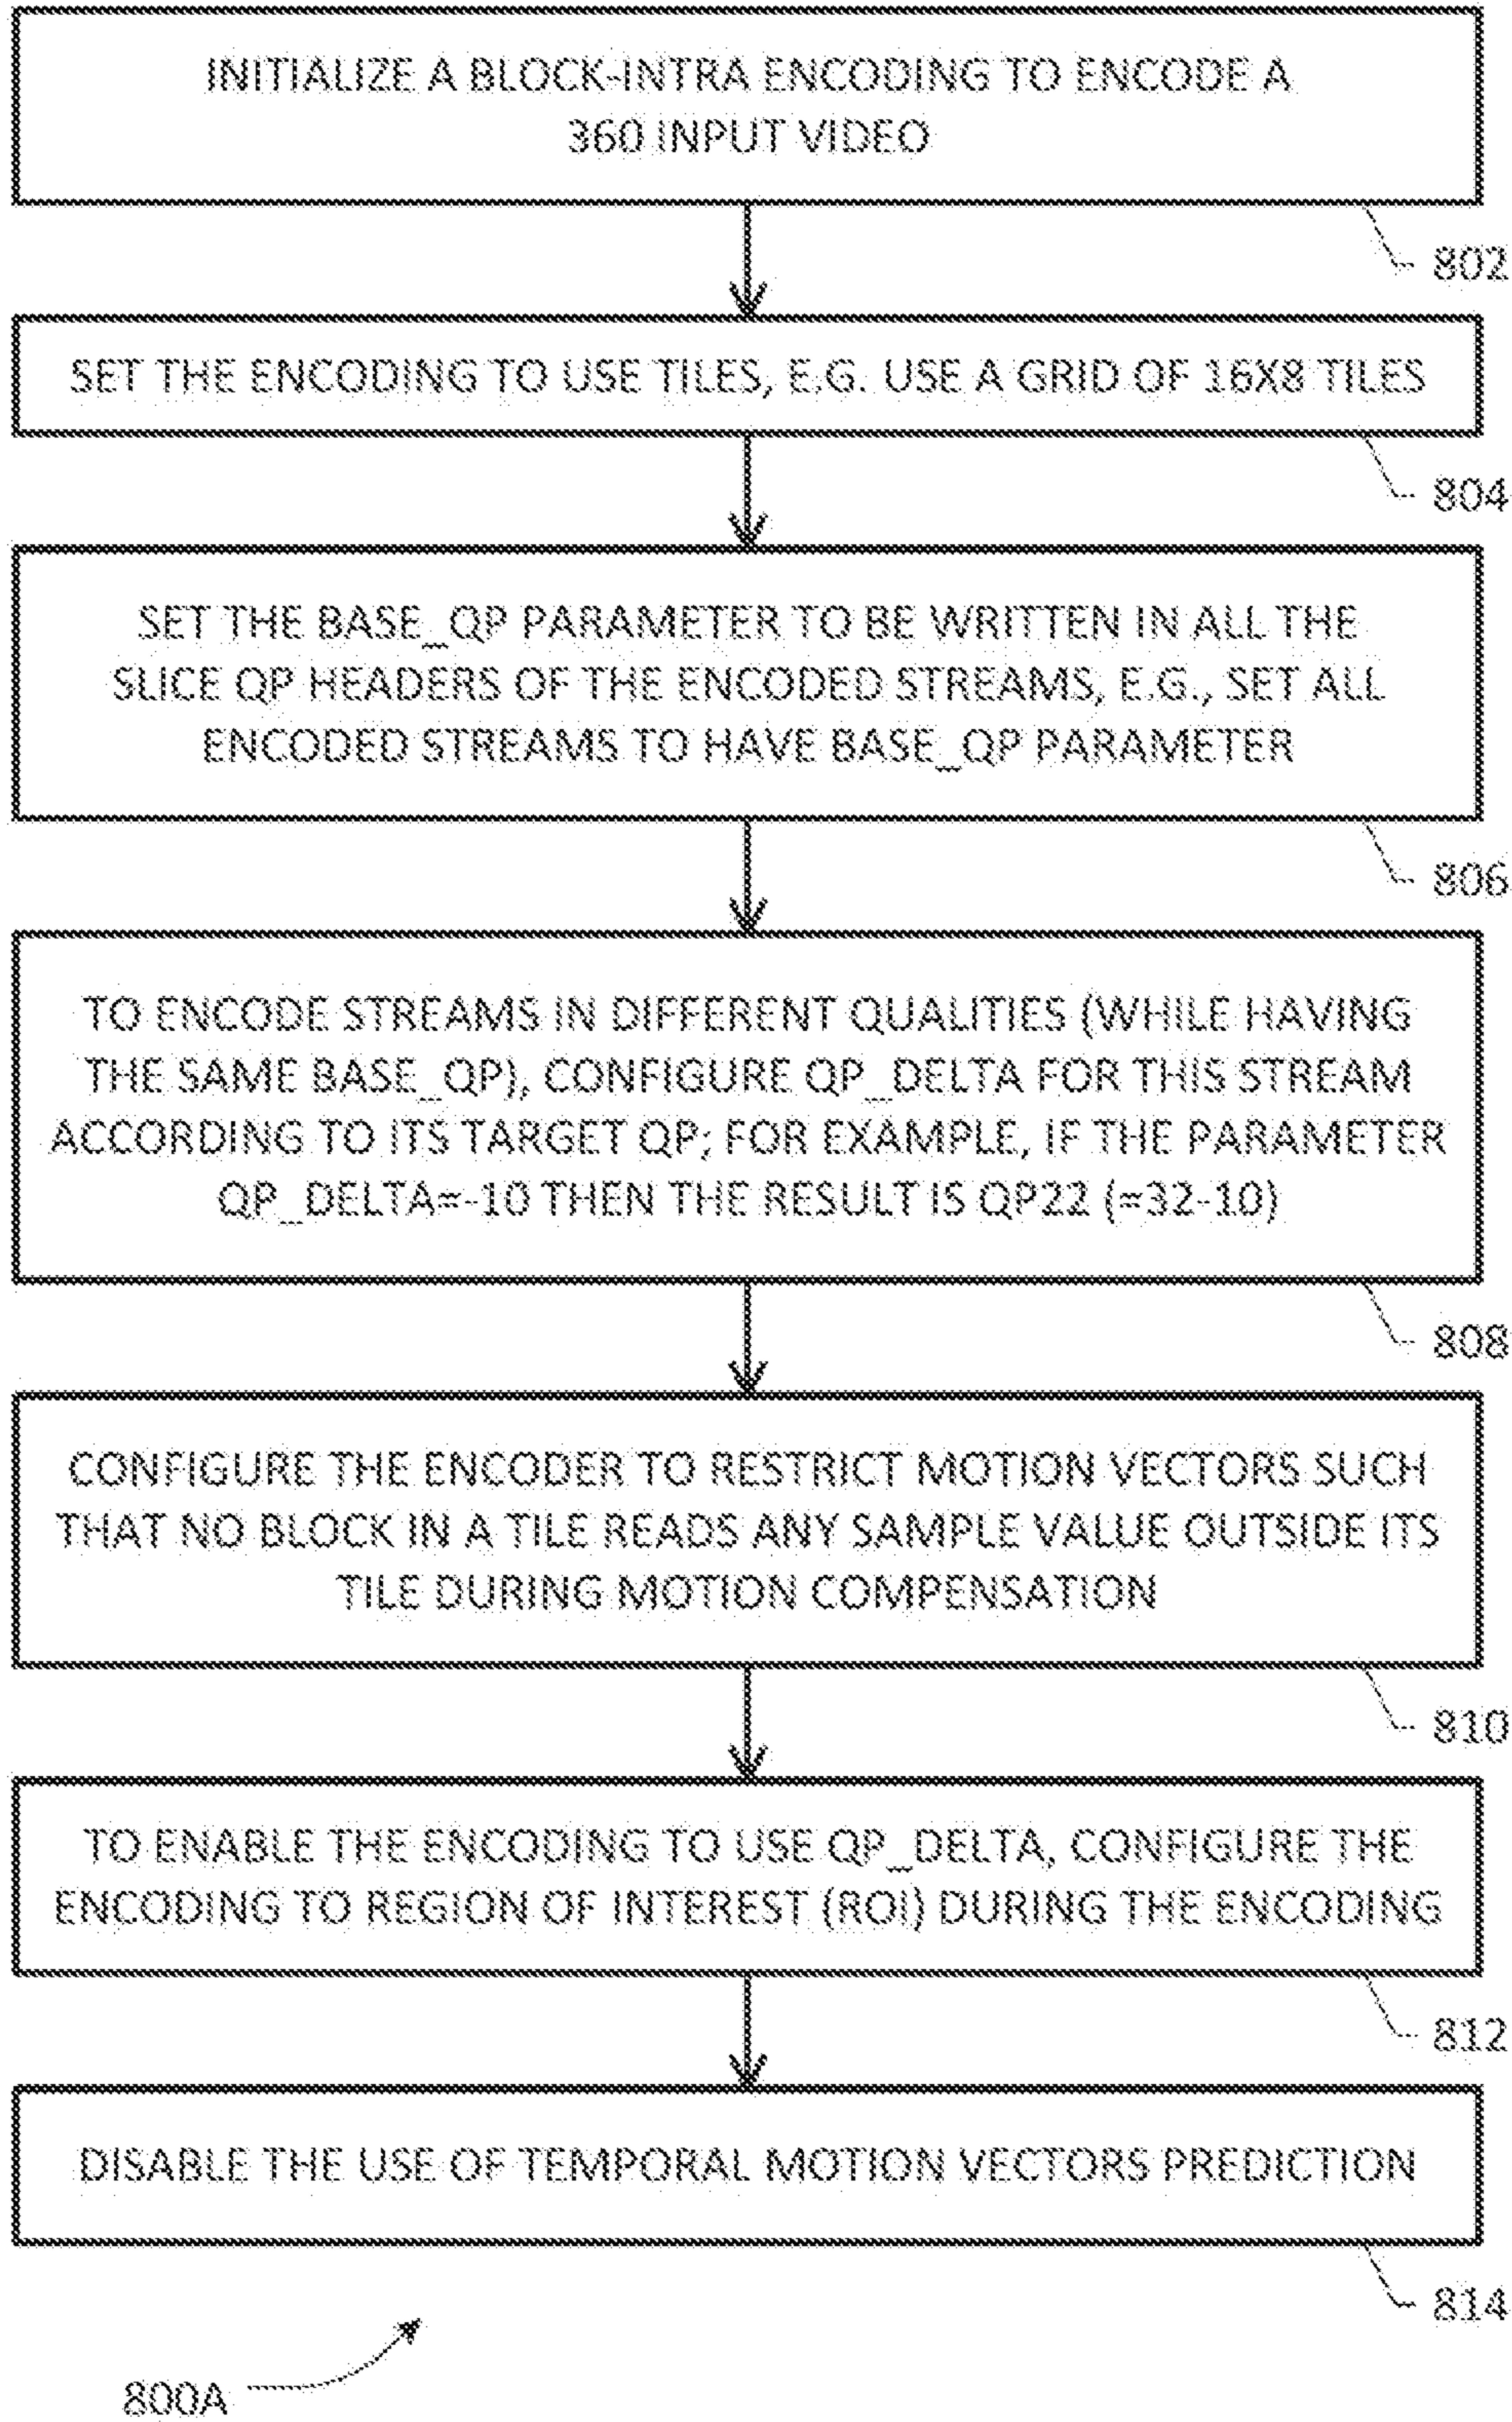 INITIALIZE A BLOCK-INTRA ENCODING TO ENCODE A
360 INPUT VIDEO
802
SET THE ENCODING TO USE TILES, E.G. USE A GRID OF 16X8 TILES
804
SET THE BASE_QP PARAMETER TO BE WRITTEN IN ALL THE
SLICE QP HEADERS OF THE ENCODED STREAMS, E.G., SET ALL
ENCODED STREAMS TO HAVE BASE_QP PARAMETER
806
TO ENCODE STREAMS IN DIFFERENT QUALITIES (WHILE HAVING
THE SAME BASE_QP), CONFIGURE QP_DELTA FOR THIS STREAM
ACCORDING TO ITS TARGET QP; FOR EXAMPLE, IF THE PARAMETER
QP_DELTA=-10 THEN THE RESULT IS QP22 (=32-10)
808
CONFIGURE THE ENCODER TO RESTRICT MOTION VECTORS SUCH
THAT NO BLOCK IN A TILE READS ANY SAMPLE VALUE OUTSIDE ITS
TILE DURING MOTION COMPENSATION
810
TO ENABLE THE ENCODING TO USE QP_DELTA, CONFIGURE THE
ENCODING TO REGION OF INTEREST (ROI) DURING THE ENCODING
812
DISABLE THE USE OF TEMPORAL MOTION VECTORS PREDICTION
814
800A